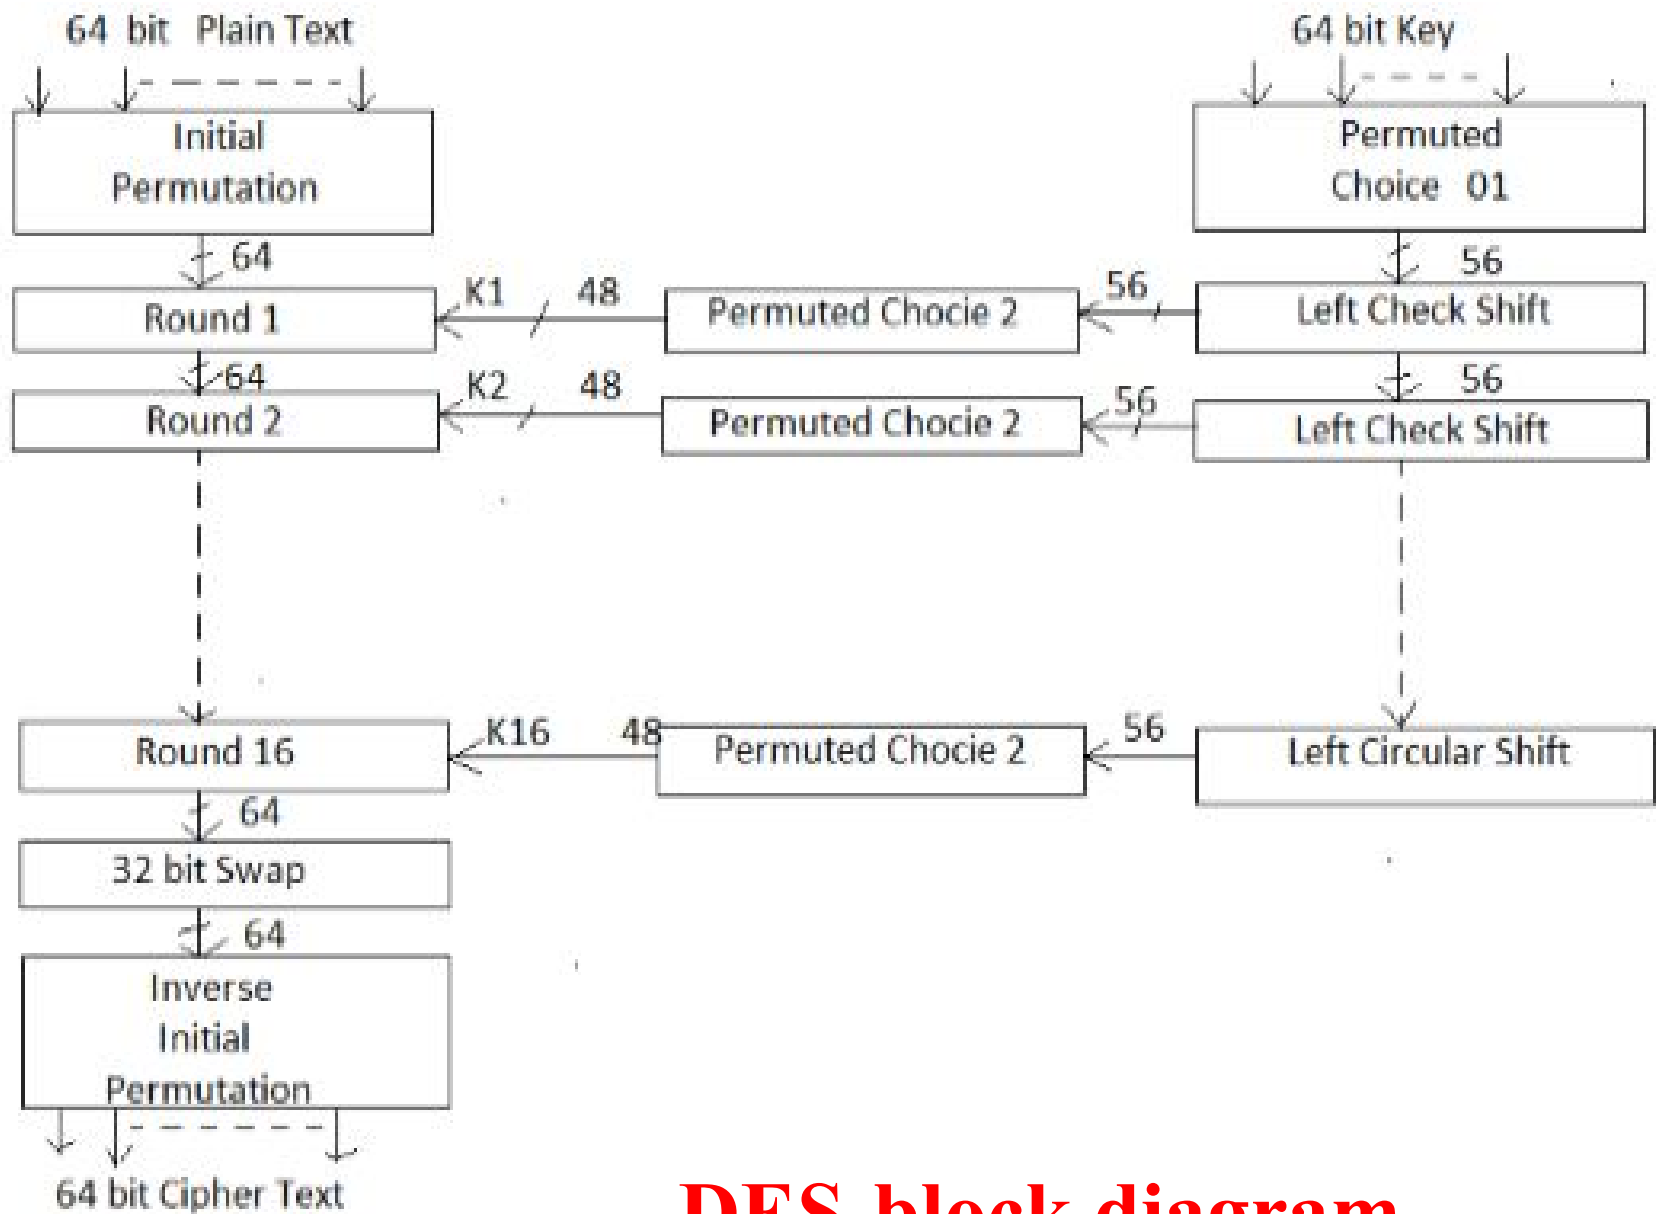 64 bit Plain Text
64 bit Key
Initial
Permutation
Permuted
Choice 01
64
56
Round 1
K1
48
Permuted Chocie 2
56
Left Check Shift
64
56
Round 2
K2
48
Permuted Chocie 2
56
Left Check Shift
Round 16
K16
48
Permuted Chocie 2
56
Left Circular Shift
64
32 bit Swap
64
Inverse
Initial
Permutation
64 bit Cipher Text
DES block diagram